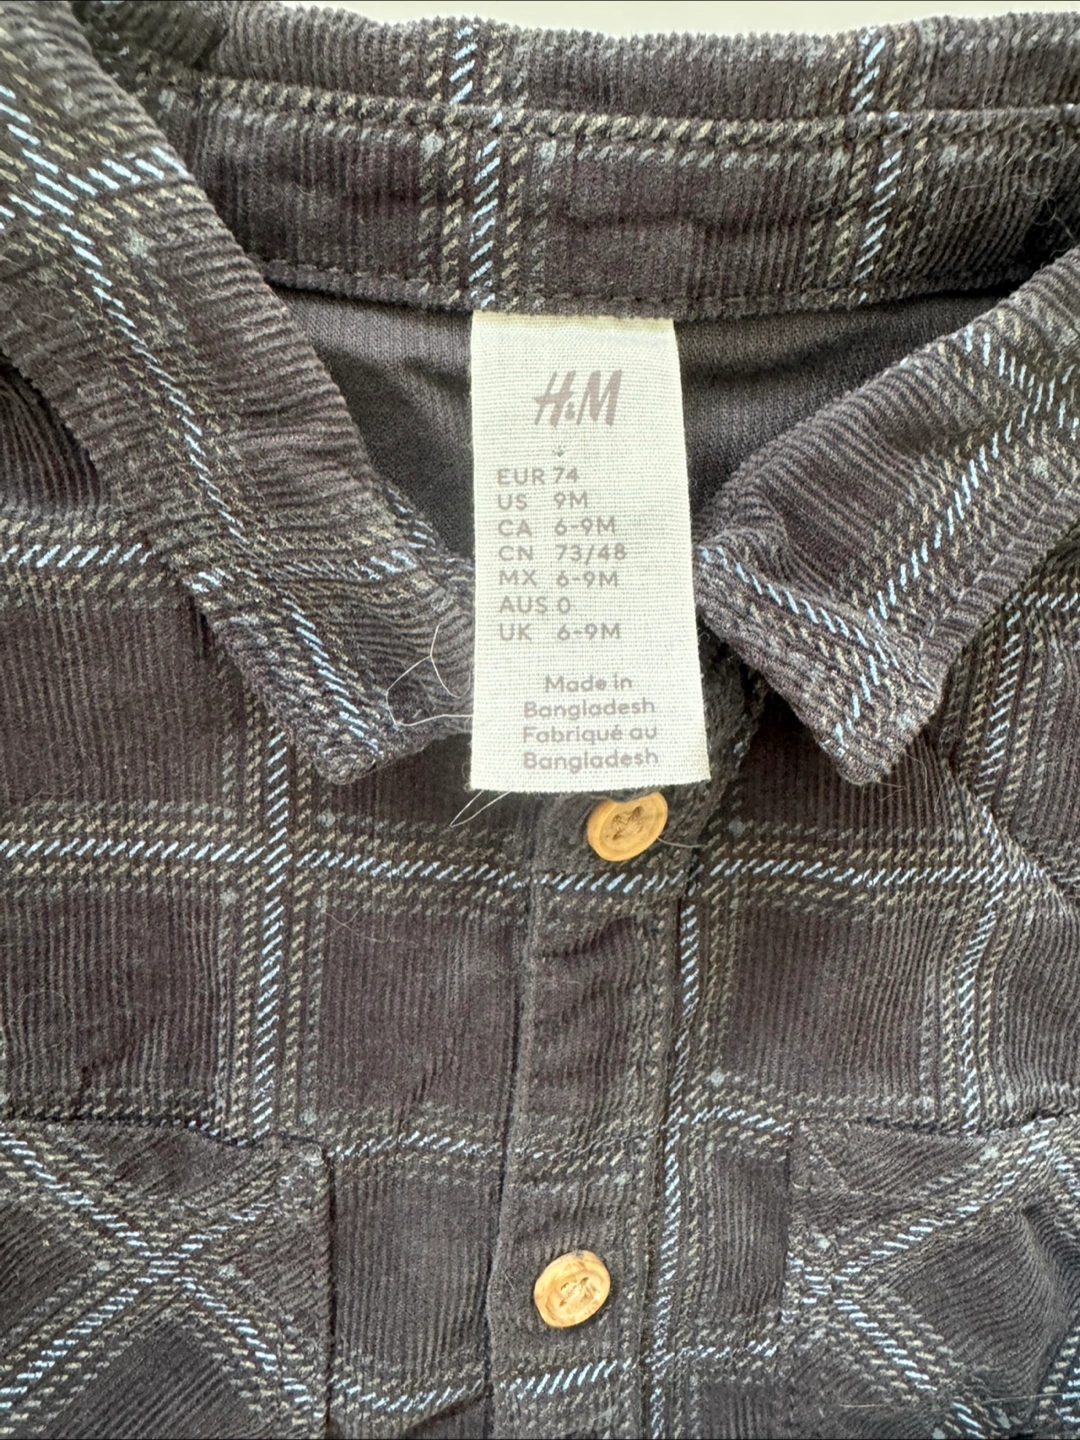 H&M
EUR 74
US 9M
CA 6-9M
CN 73/48
MX 6-9M
AUS 0
UK 6-9M
Made in
Bangladesh
Fabriqué au
Bangladesh